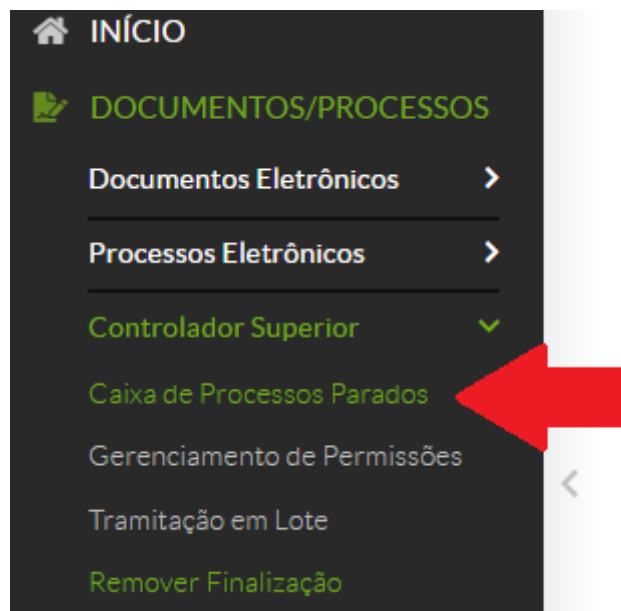 INÍCIO
DOCUMENTOS/PROCESSOS
Documentos Eletrônicos
Processos Eletrônicos
Controlador Superior
Caixa de Processos Parados
Gerenciamento de Permissões
Tramitação em Lote
Remover Finalização